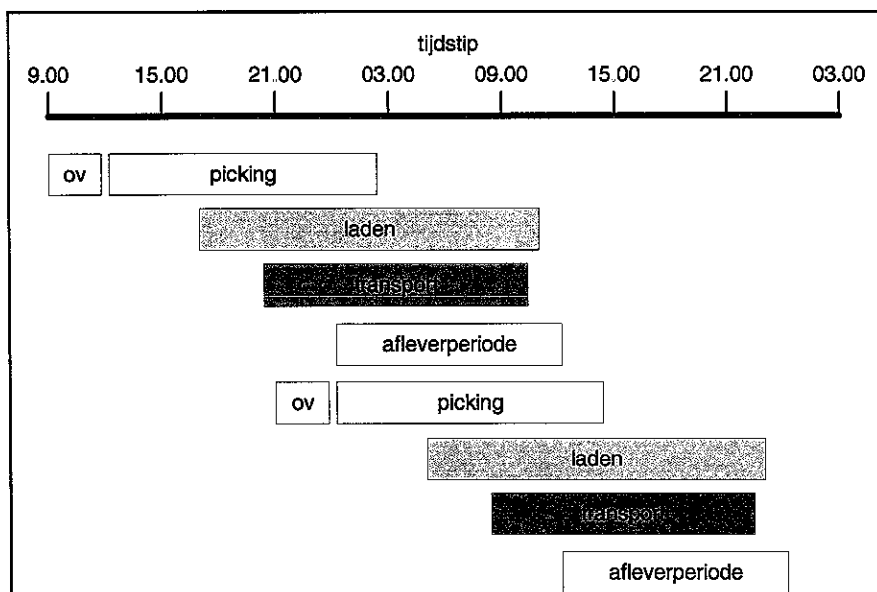 tijdstip
9.00 15.00 21.00 03.00 09.00 15.00 21.00 03.00
ov picking
laden
transport
afleverperiode
ov picking
laden
transport
afleverperiode